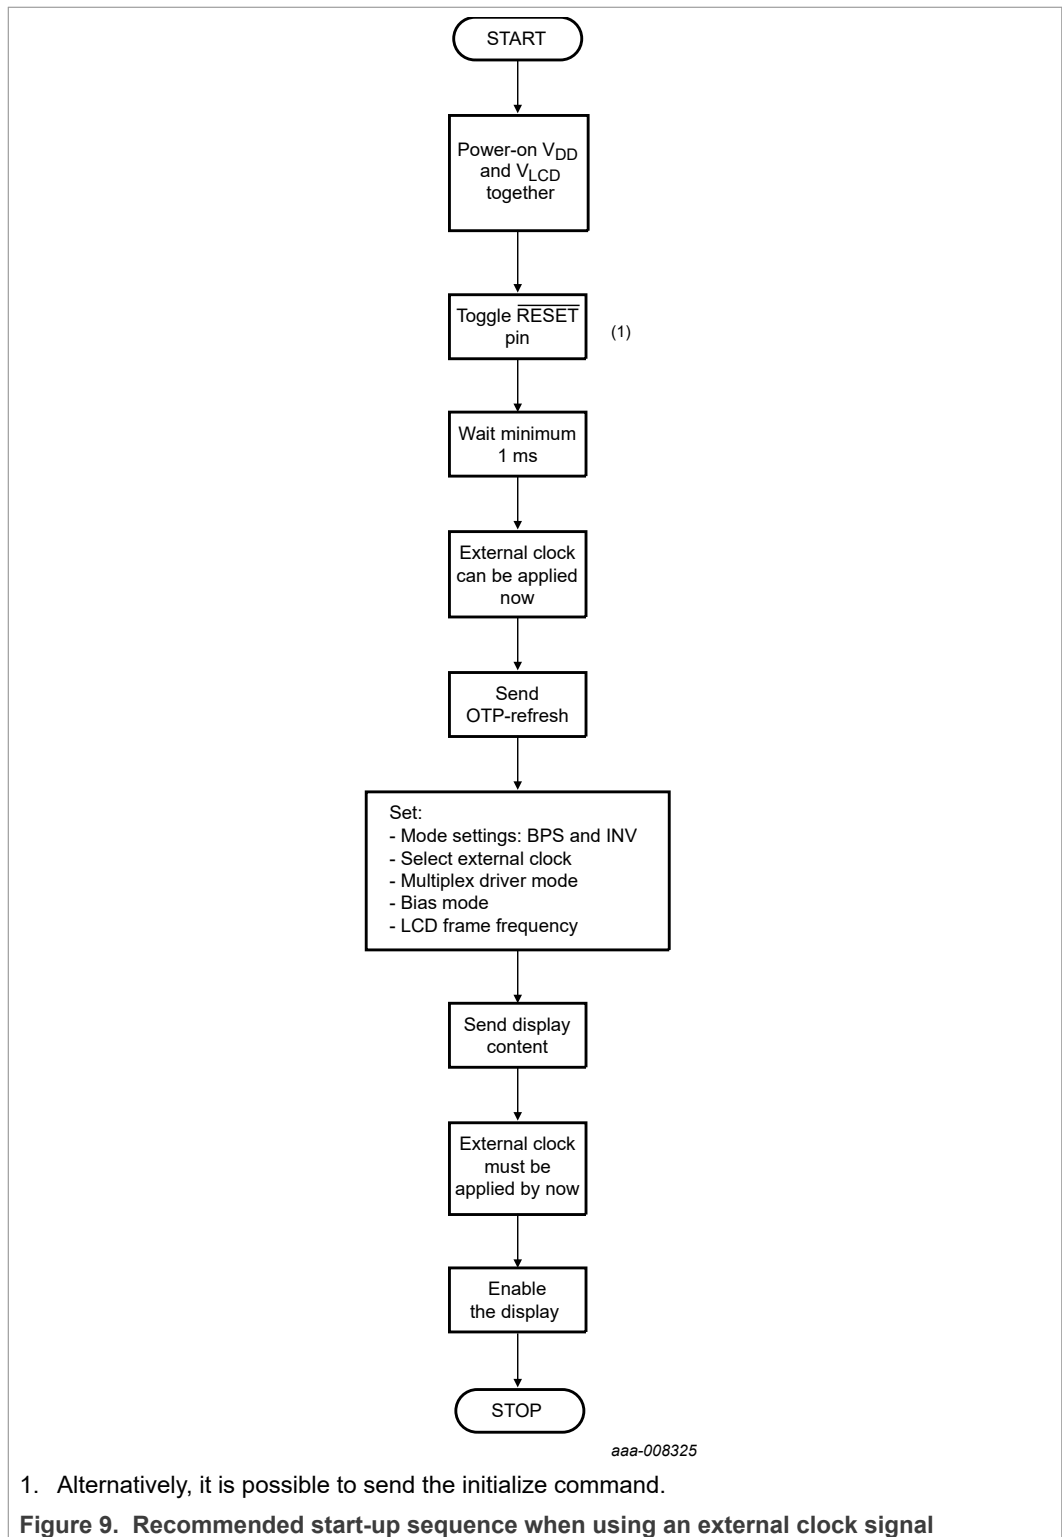 START
Power-on VDD
and VLCD
together
Toggle RESET
pin
(1)
Wait minimum
1 ms
External clock
can be applied
now
Send
OTP-refresh
Set:
- Mode settings: BPS and INV
- Select external clock
- Multiplex driver mode
- Bias mode
- LCD frame frequency
Send display
content
External clock
must be
applied by now
Enable
the display
STOP
aaa-008325
1. Alternatively, it is possible to send the initialize command.
Figure 9. Recommended start-up sequence when using an external clock signal